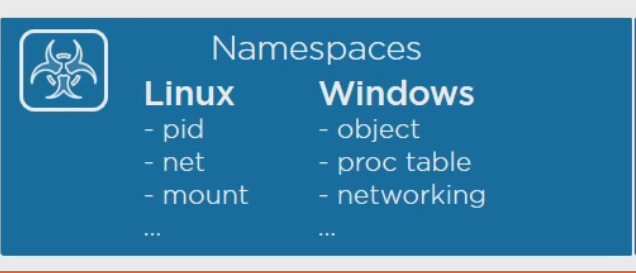 Namespaces
Linux Windows
- pid - object
- net - proc table
- mount - networking
... ...